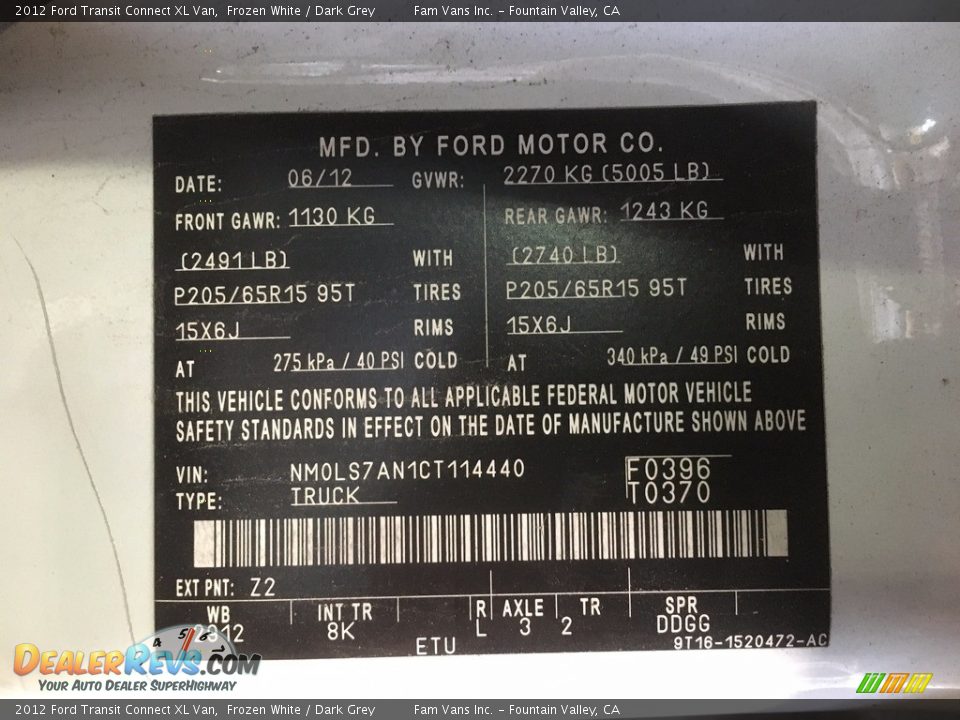 2012 Ford Transit Connect XL Van, Frozen White / Dark Grey Fam Vans Inc. - Fountain Valley, CA
MFD. BY FORD MOTOR CO.
DATE: 06/12 GVWR: 2270 KG (5005 LB)
FRONT GAWR: 1130 KG REAR GAWR: 1243 KG
(2491 LB) WITH (2740 LB) WITH
P205/65R15 95T TIRES P205/65R15 95T TIRES
15X6J RIMS 15X6J RIMS
AT 275 kPa / 40 PSI COLD AT 340 kPa / 49 PSI COLD
THIS VEHICLE CONFORMS TO ALL APPLICABLE FEDERAL MOTOR VEHICLE
SAFETY STANDARDS IN EFFECT ON THE DATE OF MANUFACTURE SHOWN ABOVE
VIN: NM0LS7AN1CT114440 F0396
TYPE: TRUCK T0370
EXT PNT: Z2
WB INT TR R AXLE TR SPR
8K L 3 2 DDGG
ETU 9T16-1520472-AC
4 5 6
DEALERREVS.COM
YOUR AUTO DEALER SUPERHIGHWAY
2012 Ford Transit Connect XL Van, Frozen White / Dark Grey Fam Vans Inc. - Fountain Valley, CA